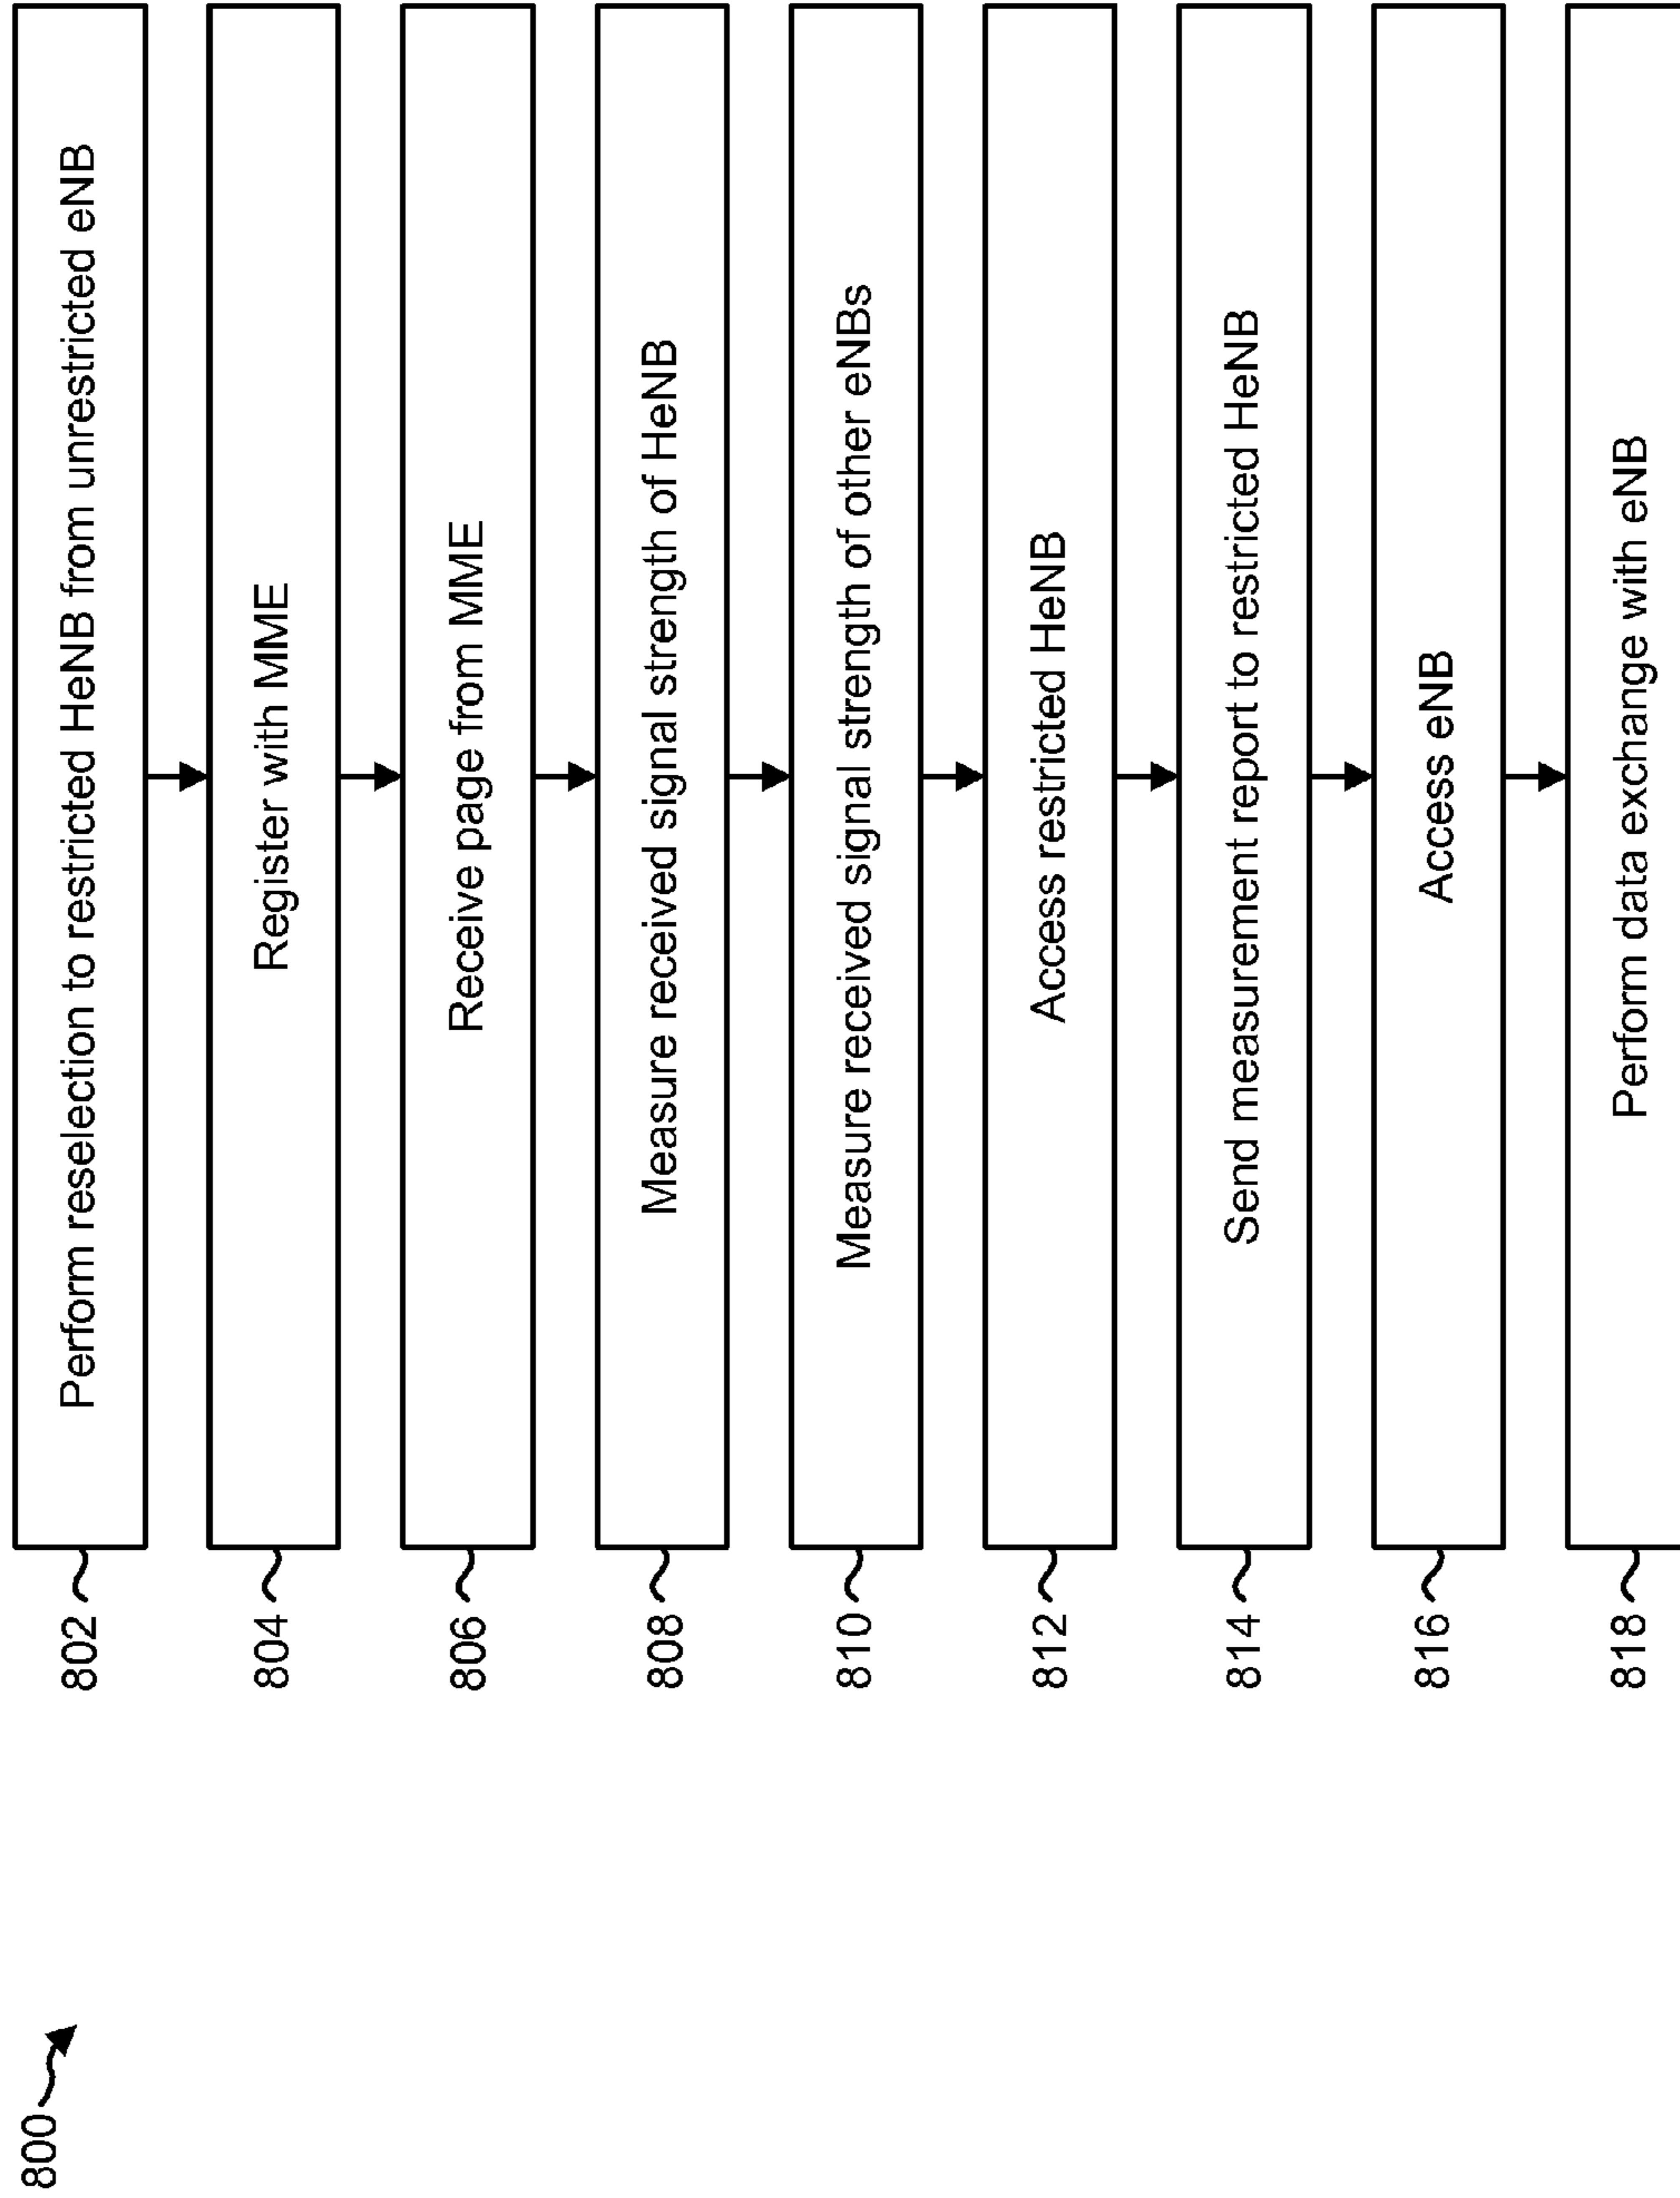 800
802
Perform reselection to restricted HeNB from unrestricted eNB
804
Register with MME
806
Receive page from MME
808
Measure received signal strength of HeNB
810
Measure received signal strength of other eNBs
812
Access restricted HeNB
814
Send measurement report to restricted HeNB
816
Access eNB
818
Perform data exchange with eNB